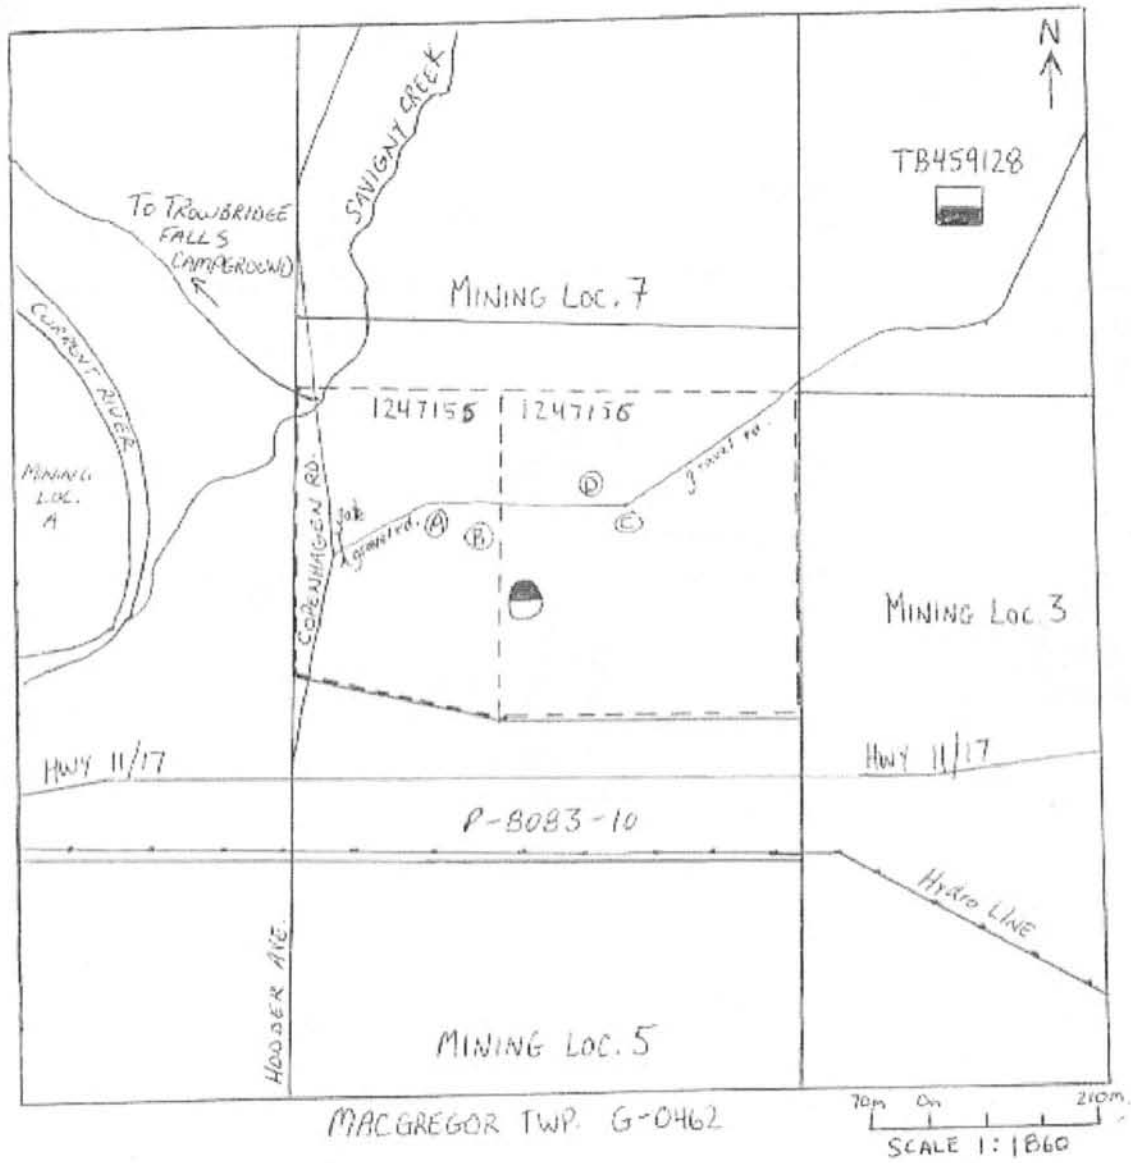 N
TB459128
SAVIGNY CREEK
TO TROWBRIDGE
FALLS
CAMPGROUND
MINING LOC. 7
CURRENT RIVER
1247155
1247156
gravel rd.
MINING
LOC.
A
D
gate
A
gravel rd.
B
C
COPENHAGEN RD.
MINING LOC. 3
HWY 11/17
HWY 11/17
P-8083-10
HYDRO LINE
HODDER AVE.
MINING LOC. 5
MACGREGOR TWP. G-0462
70m 0m 210m.
SCALE 1:1860